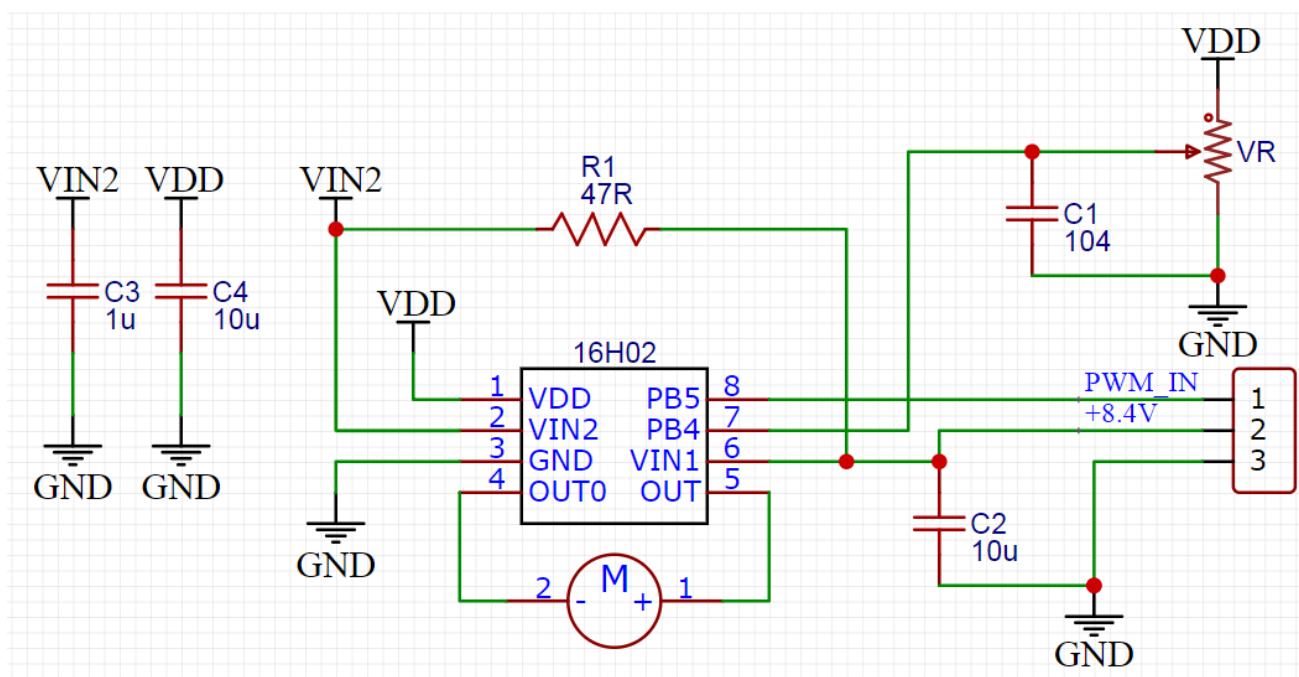 VDD
VR
C1
104
GND
R1
47R
VIN2
VDD
VIN2
C3
1u
C4
10u
VDD
GND
GND
16H02
1
VDD
PB5
8
2
VIN2
PB4
7
3
GND
VIN1
6
4
OUT0
OUT
5
GND
2
-
M
+
1
PWM_IN
+8.4V
1
2
3
C2
10u
GND